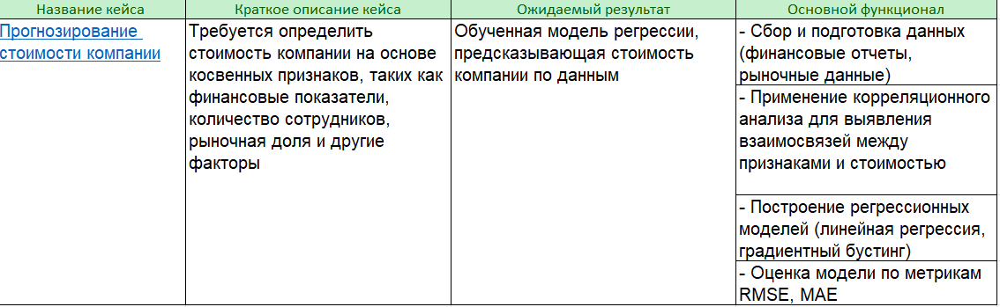 Название кейса
Краткое описание кейса
Ожидаемый результат
Основной функционал
Прогнозирование
стоимости компании
Требуется определить
стоимость компании на основе
косвенных признаков, таких как
финансовые показатели,
количество сотрудников,
рыночная доля и другие
факторы
Обученная модель регрессии,
предсказывающая стоимость
компании по данным
- Сбор и подготовка данных
(финансовые отчеты,
рыночные данные)
- Применение корреляционного
анализа для выявления
взаимосвязей между
признаками и стоимостью
- Построение регрессионных
моделей (линейная регрессия,
градиентный бустинг)
- Оценка модели по метрикам
RMSE, MAE